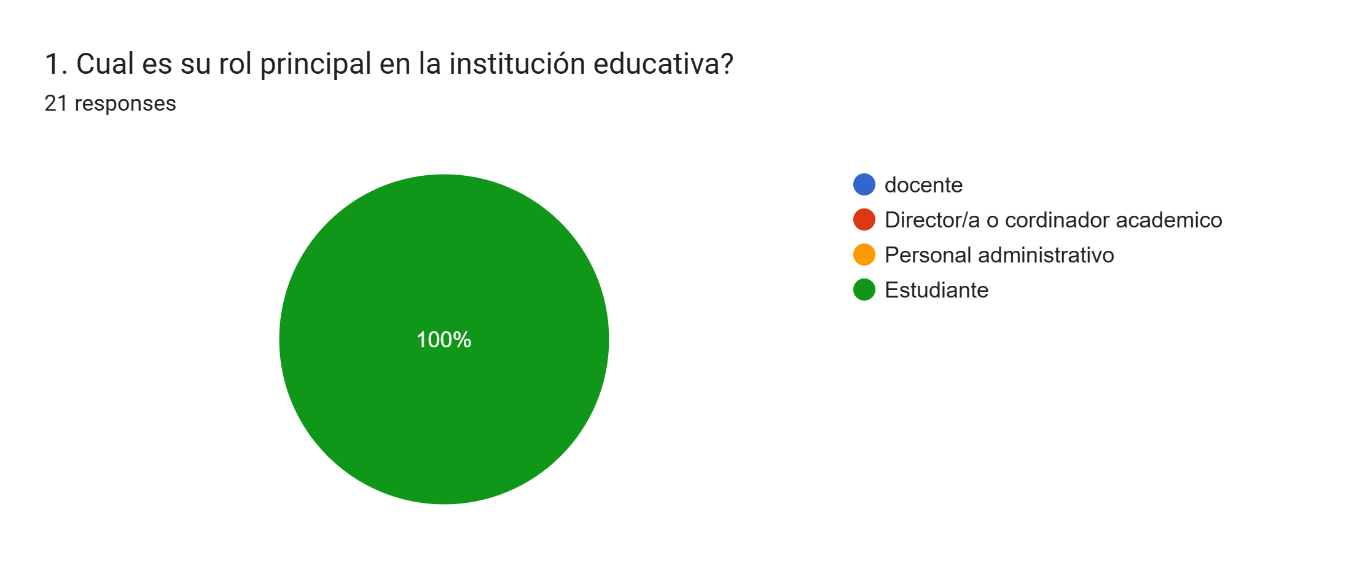 1. Cual es su rol principal en la institución educativa?
21 responses
100%
docente
Director/a o cordinador academico
Personal administrativo
Estudiante